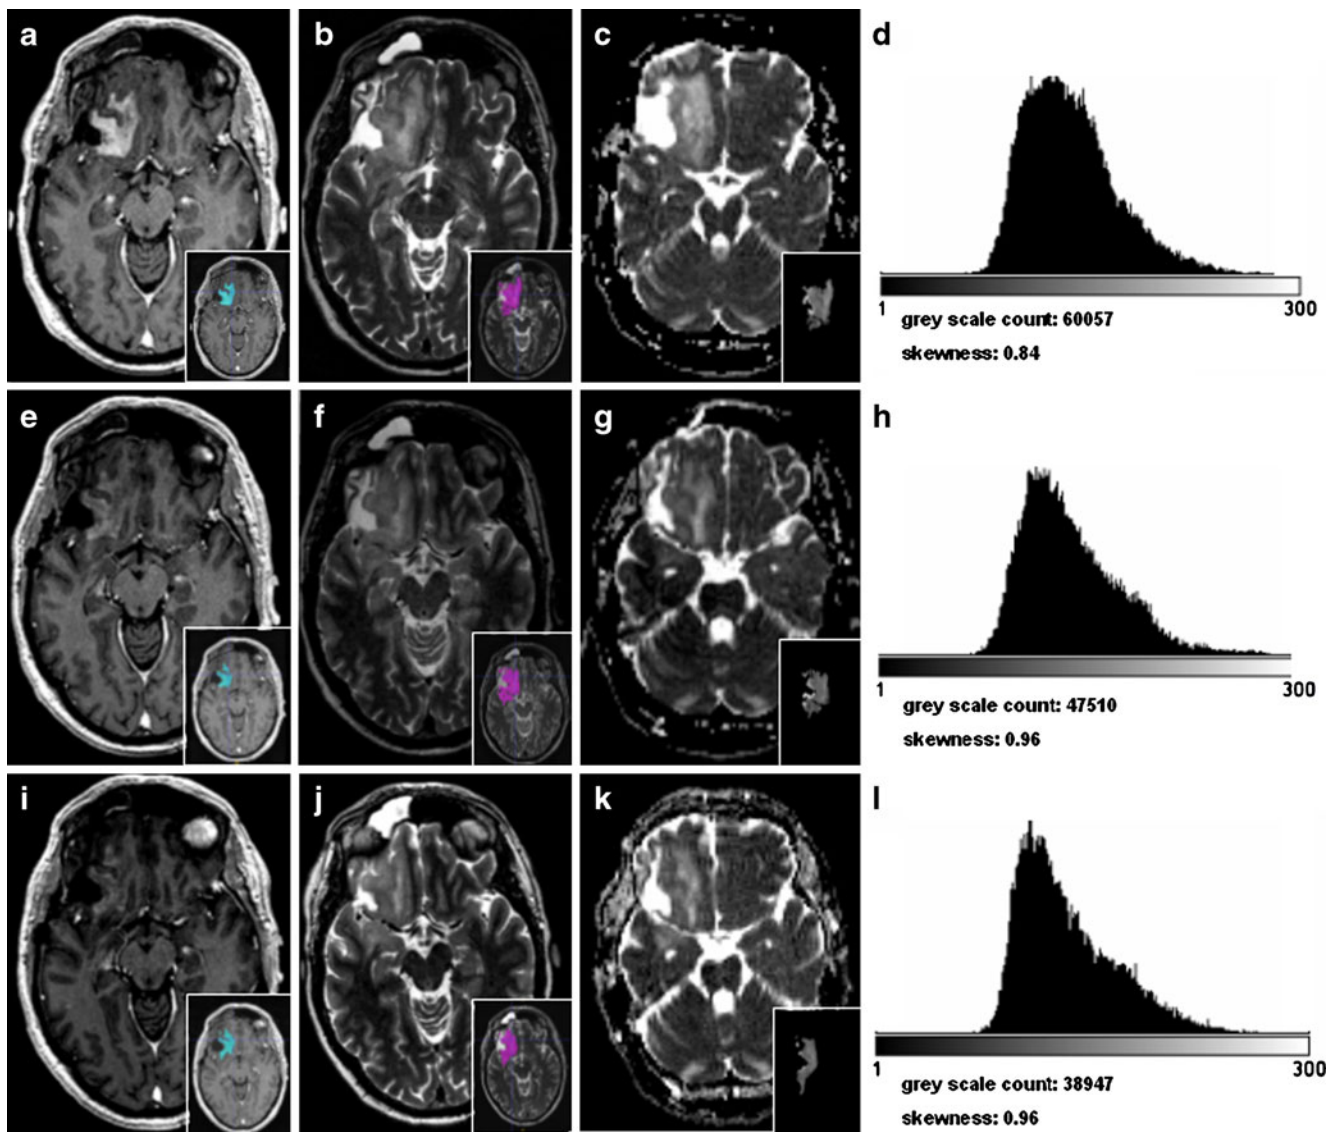 a b c d
1 300
grey scale count: 60057
skewness: 0.84
e f g h
1 300
grey scale count: 47510
skewness: 0.96
i j k l
1 300
grey scale count: 38947
skewness: 0.96